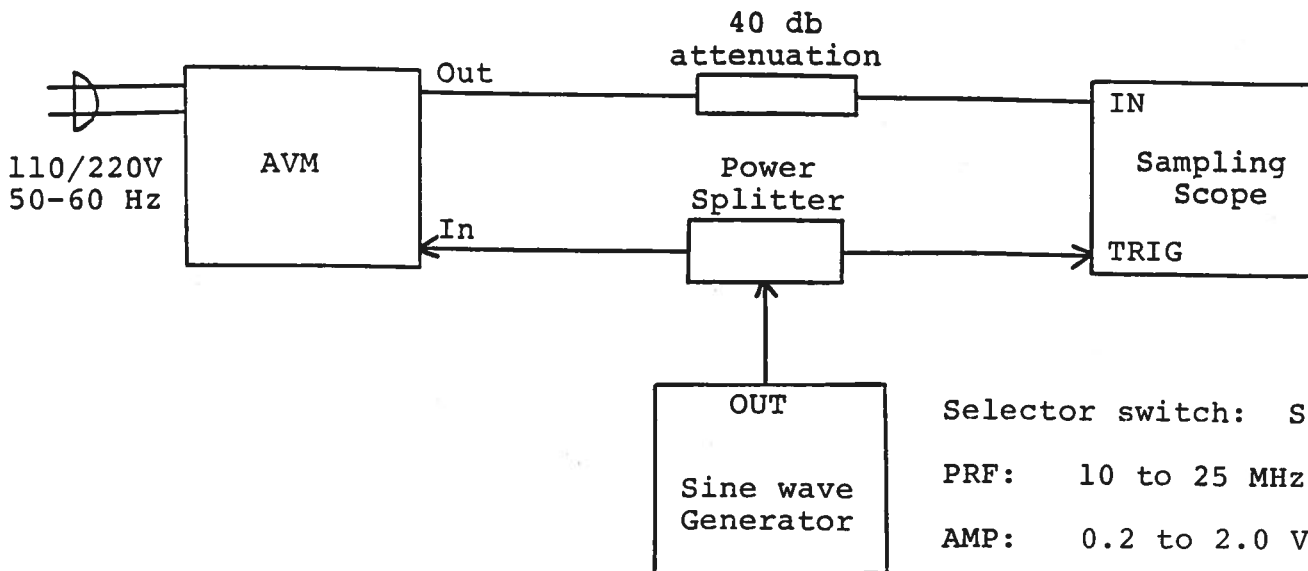 40 db
attenuation
Out
IN
110/220V
50-60 Hz
AVM
Power
Splitter
Sampling
Scope
In
TRIG
OUT
Sine wave
Generator
Selector switch: S
PRF: 10 to 25 MHz
AMP: 0.2 to 2.0 V